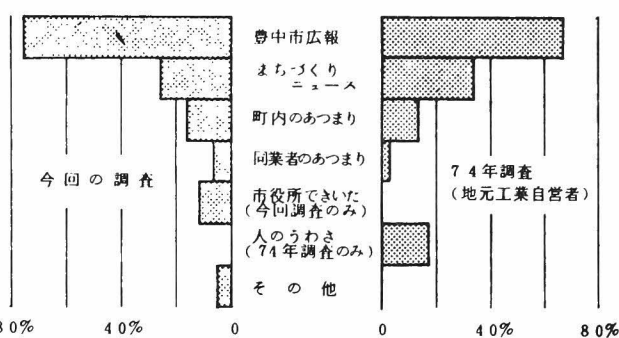 豊中市広報
まちづくり
ニュース
町内のあつまり
同業者のあつまり
市役所できいた
(今回調査のみ)
人のうわさ
(74年調査のみ)
その他
今回の調査
74年調査
(地元工業自営者)
80%
40%
0
0
40%
80%